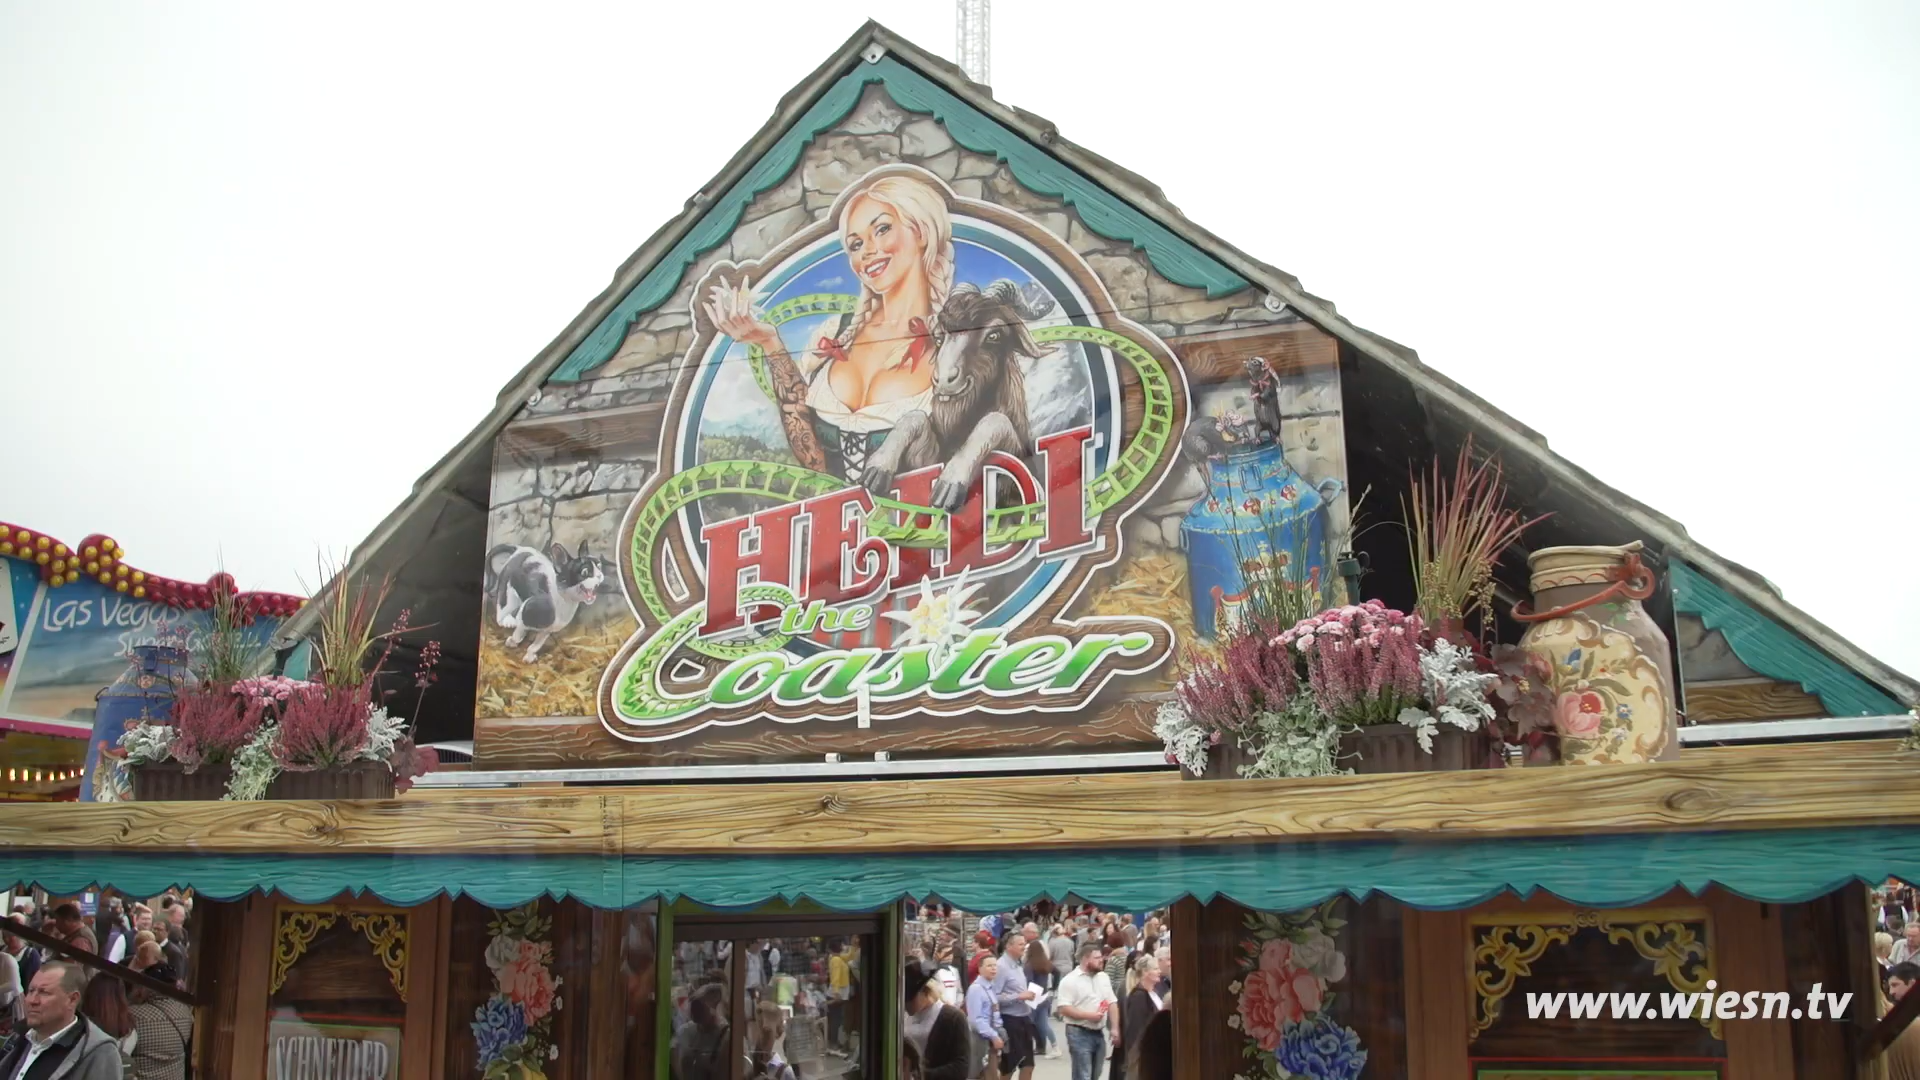 HEIDI
the
Coaster
Las Vegas
SCHNEIDER
www.wiesn.tv